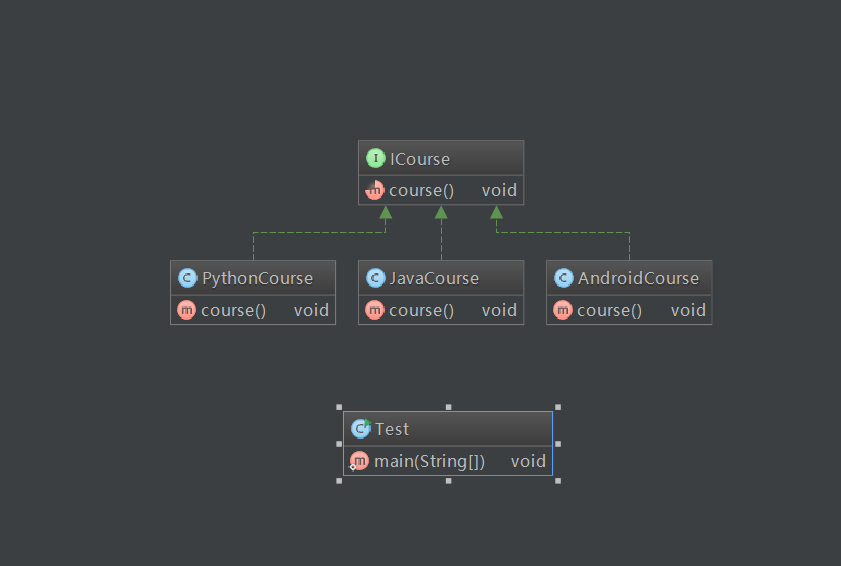 I ICourse
m course() void
C PythonCourse
m course() void
C JavaCourse
m course() void
C AndroidCourse
m course() void
C Test
m main(String[]) void